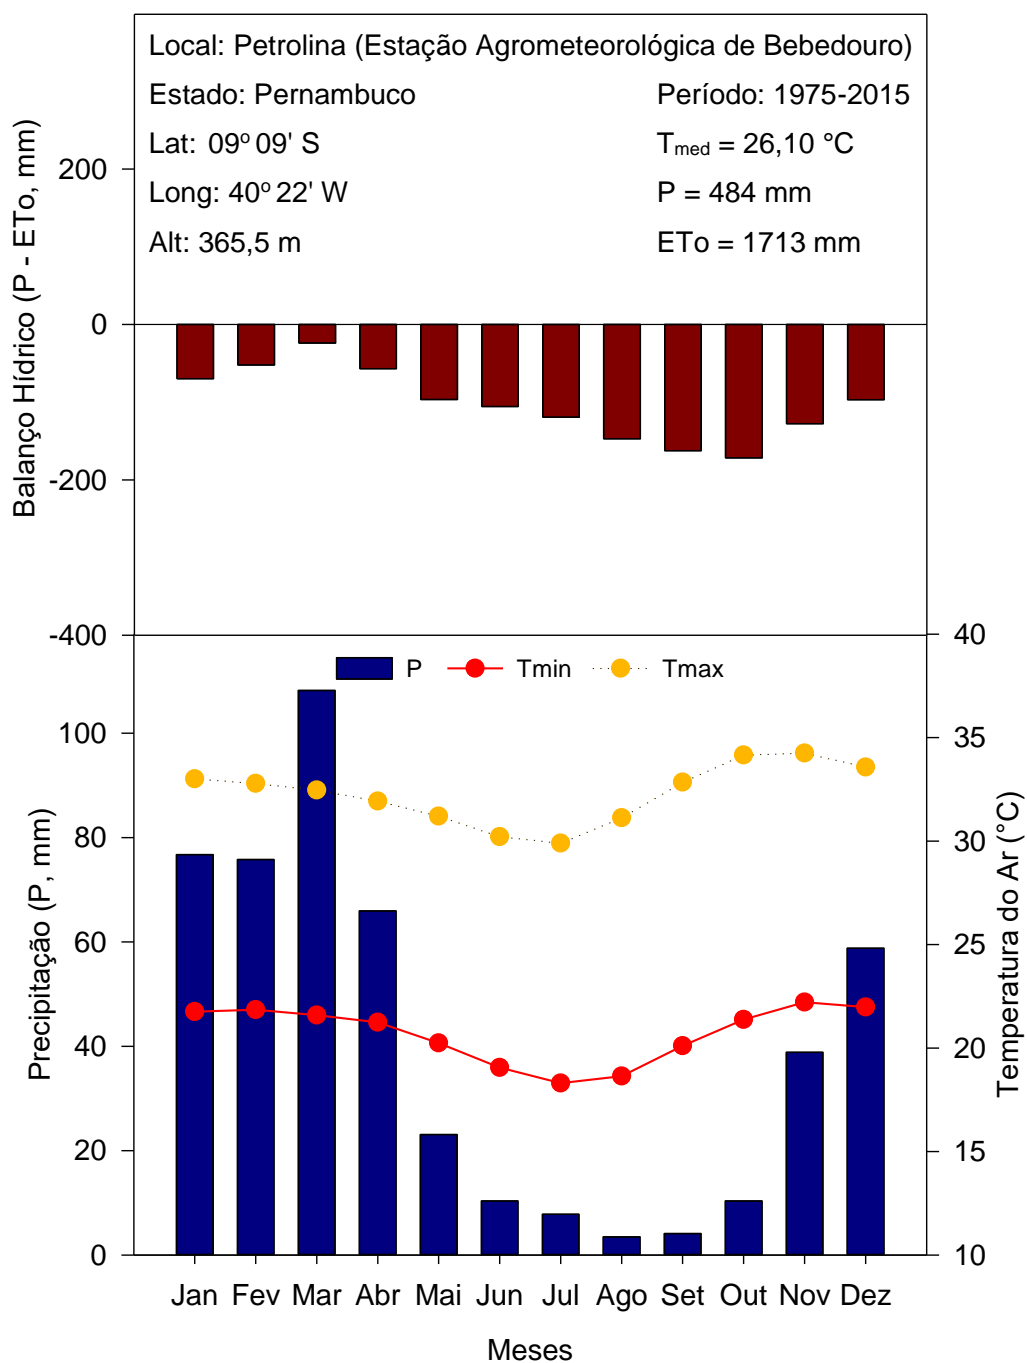 Local: Petrolina (Estação Agrometeorológica de Bebedouro)
Estado: Pernambuco
Período: 1975-2015
Lat: 09º 09' S
Tmed = 26,10 °C
Long: 40º 22' W
P = 484 mm
Alt: 365,5 m
ETo = 1713 mm
Balanço Hídrico (P - ETo, mm)
200
0
-200
-400
P
Tmin
Tmax
Precipitação (P, mm)
100
80
60
40
20
0
40
35
30
25
20
15
10
Temperatura do Ar (°C)
Jan Fev Mar Abr Mai Jun Jul Ago Set Out Nov Dez
Meses